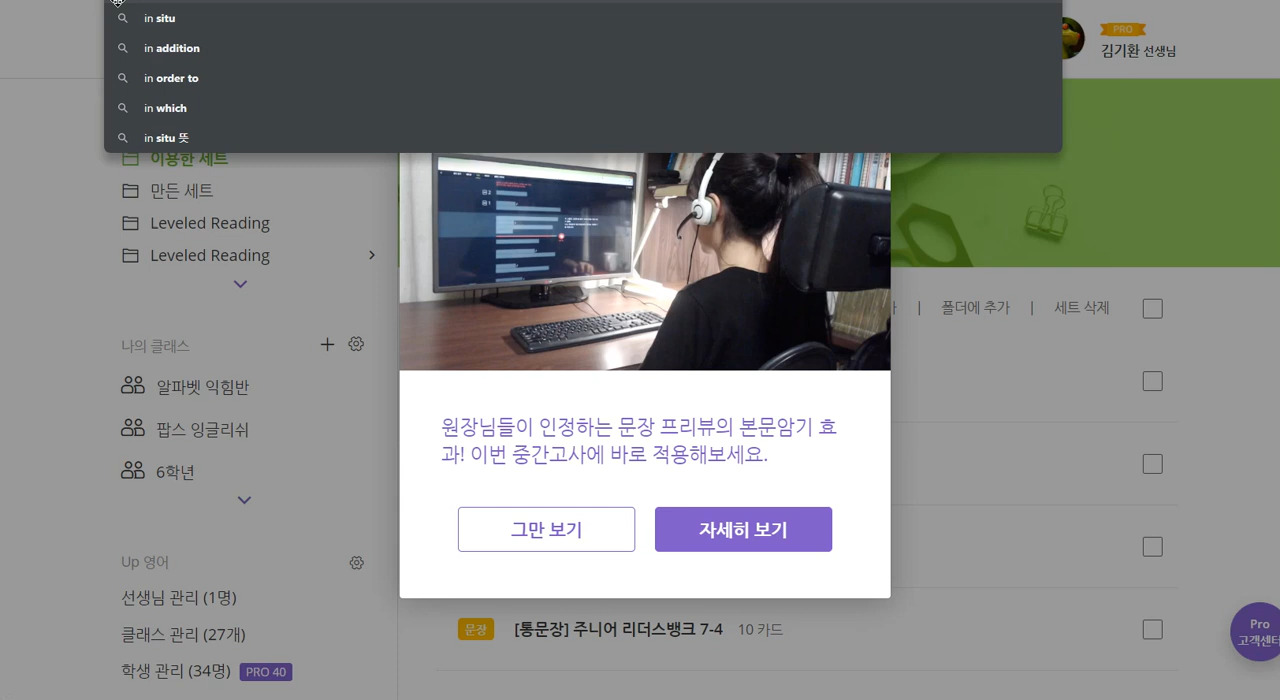 in situ
in addition
in order to
in which
in situ 뜻
PRO
김기환 선생님
이용한 세트
만든 세트
Leveled Reading
Leveled Reading
폴더에 추가 | 세트 삭제
나의 클래스
알파벳 익힘반
팝스 잉글리쉬
6학년
Up 영어
선생님 관리 (1명)
클래스 관리 (27개)
학생 관리 (34명) PRO 40
원장님들이 인정하는 문장 프리뷰의 본문암기 효
과! 이번 중간고사에 바로 적용해보세요.
그만 보기
자세히 보기
문장 [통문장] 주니어 리더스뱅크 7-4 10 카드
Pro
고객센터